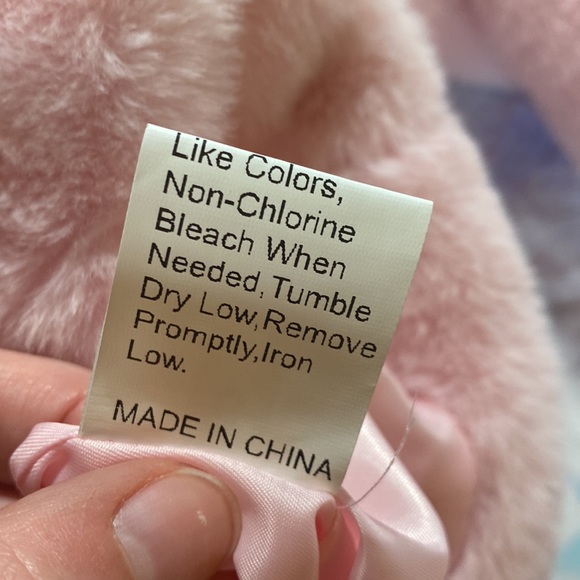 Like Colors,
Non-Chlorine
Bleach When
Needed,Tumble
Dry Low,Remove
Promptly,Iron
Low.
MADE IN CHINA